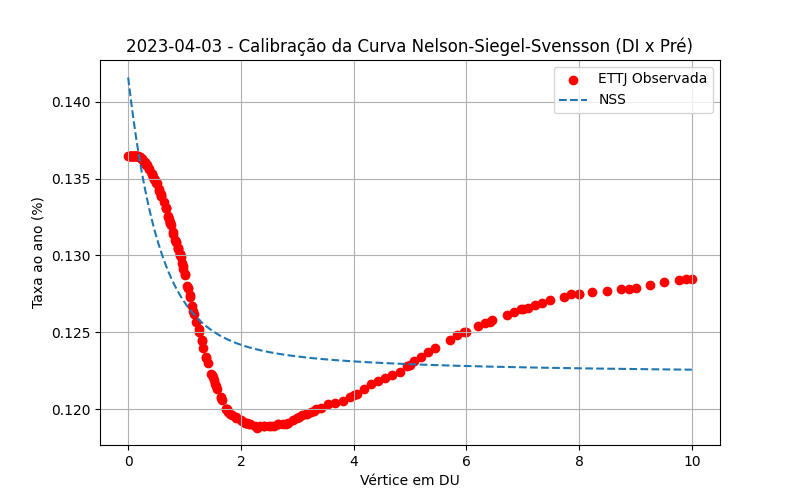 2023-04-03 - Calibração da Curva Nelson-Siegel-Svensson (DI x Pré)
ETTJ Observada
NSS
Taxa ao ano (%)
0.140
0.135
0.130
0.125
0.120
0 2 4 6 8 10
Vértice em DU